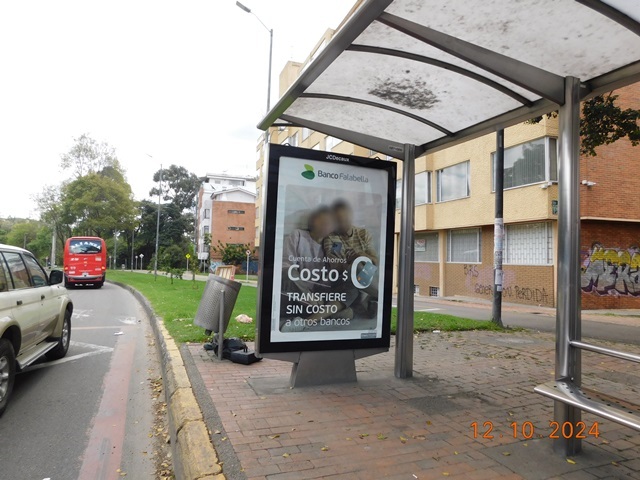 JCDecaux
Banco Falabella
Cuenta de Ahorros
Costo $0
TRANSFIERE
SIN COSTO
a otros bancos
12 10 2024